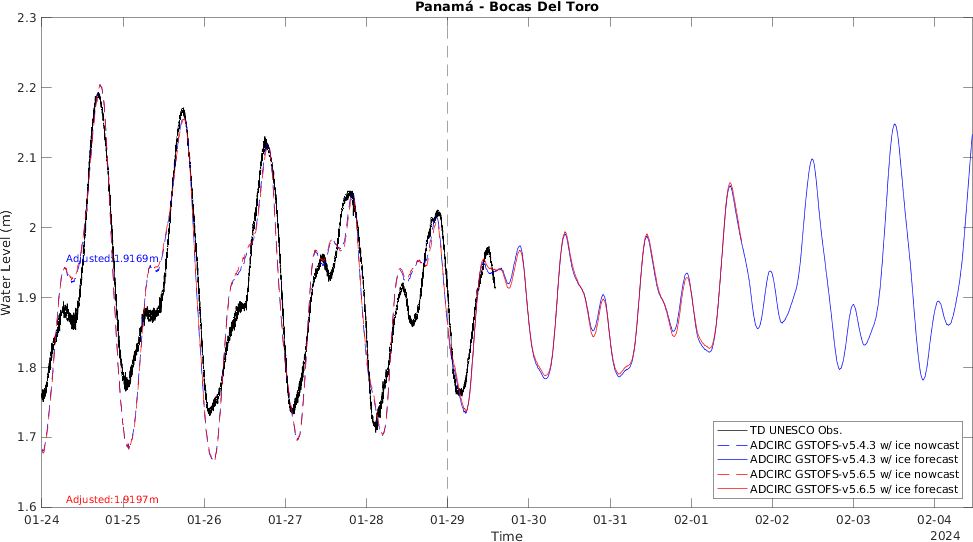 Panamá - Bocas Del Toro
Water Level (m)
2.3
2.2
2.1
2
1.9
1.8
1.7
1.6
Adjusted:1.9169m
Adjusted:1.9197m
TD UNESCO Obs.
ADCIRC GSTOFS-v5.4.3 w/ ice nowcast
ADCIRC GSTOFS-v5.4.3 w/ ice forecast
ADCIRC GSTOFS-v5.6.5 w/ ice nowcast
ADCIRC GSTOFS-v5.6.5 w/ ice forecast
01-24 01-25 01-26 01-27 01-28 01-29 01-30 01-31 02-01 02-02 02-03 02-04
Time
2024